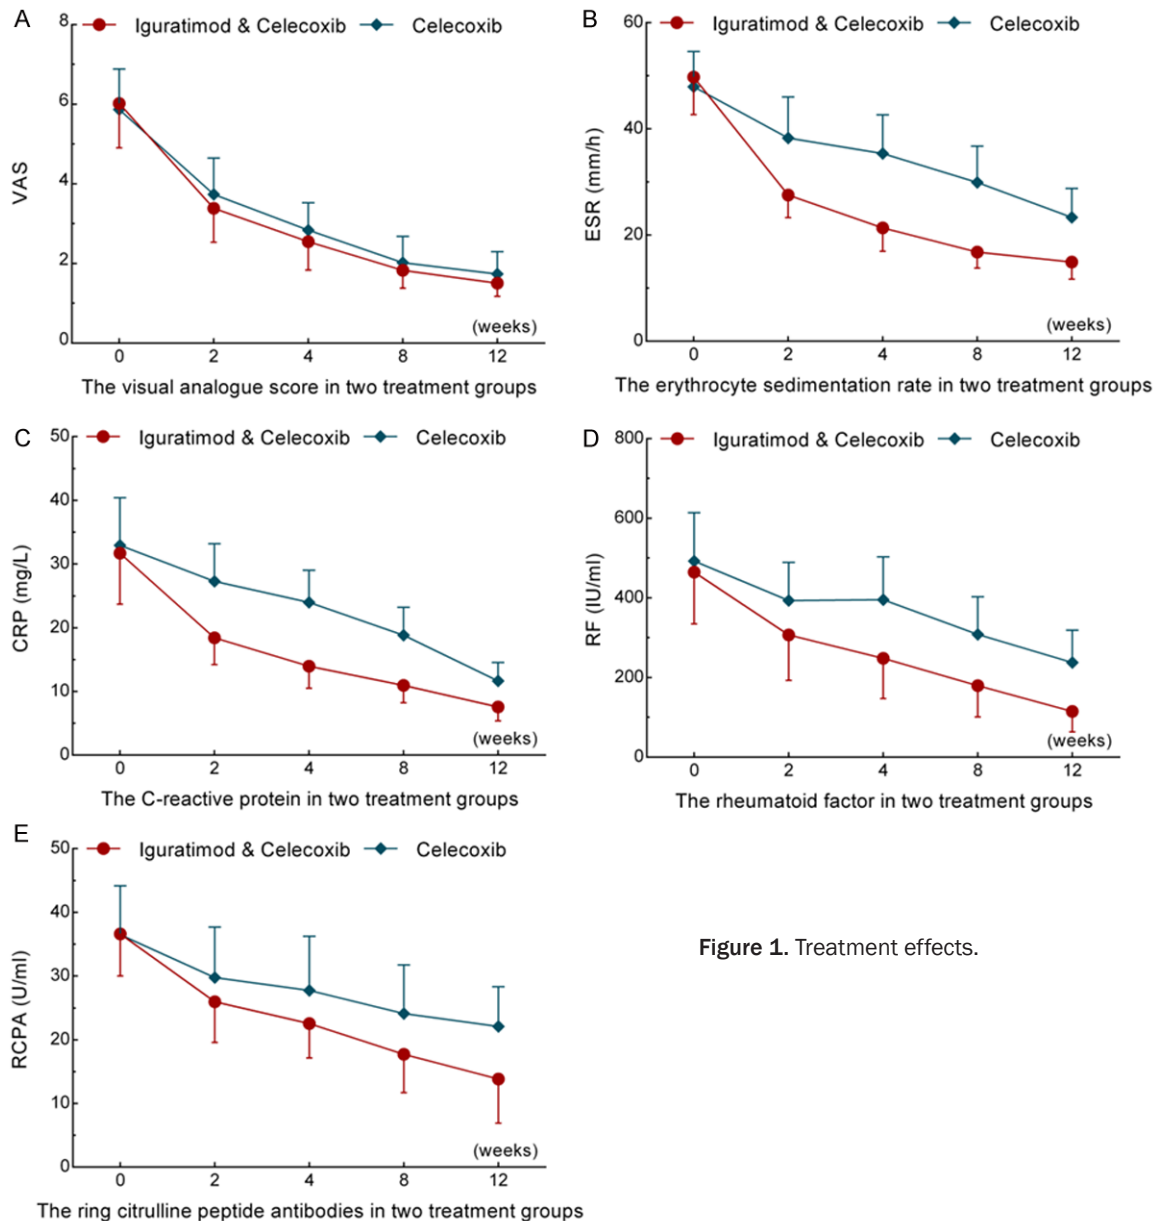 A
Iguratimod & Celecoxib
Celecoxib
8
6
4
2
0
VAS
(weeks)
0 2 4 8 12
The visual analogue score in two treatment groups
B
Iguratimod & Celecoxib
Celecoxib
60
40
20
0
ESR (mm/h)
(weeks)
0 2 4 8 12
The erythrocyte sedimentation rate in two treatment groups
C
Iguratimod & Celecoxib
Celecoxib
50
40
30
20
10
0
CRP (mg/L)
(weeks)
0 2 4 8 12
The C-reactive protein in two treatment groups
D
Iguratimod & Celecoxib
Celecoxib
800
600
400
200
0
RF (IU/ml)
(weeks)
0 2 4 8 12
The rheumatoid factor in two treatment groups
E
Iguratimod & Celecoxib
Celecoxib
50
40
30
20
10
0
RCPA (U/ml)
(weeks)
0 2 4 8 12
The ring citrulline peptide antibodies in two treatment groups
Figure 1. Treatment effects.